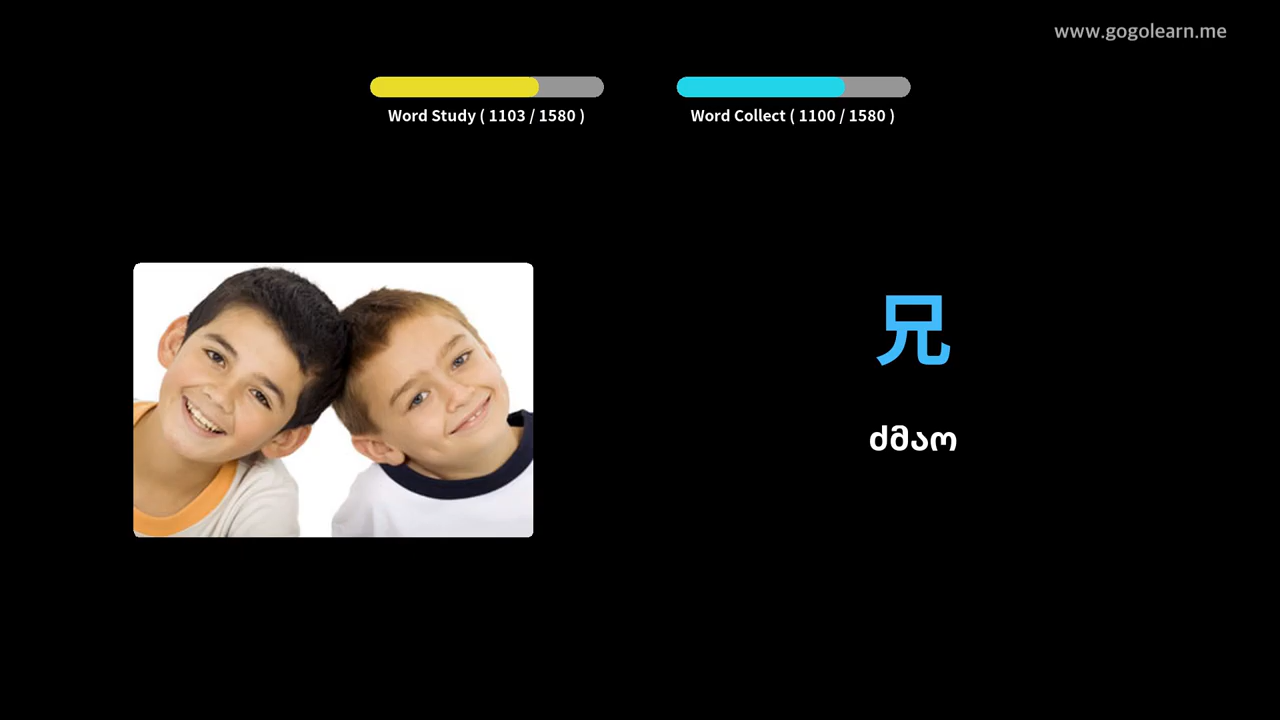 www.gogolearn.me
Word Study ( 1103 / 1580 )
Word Collect ( 1100 / 1580 )
兄
ძმაო